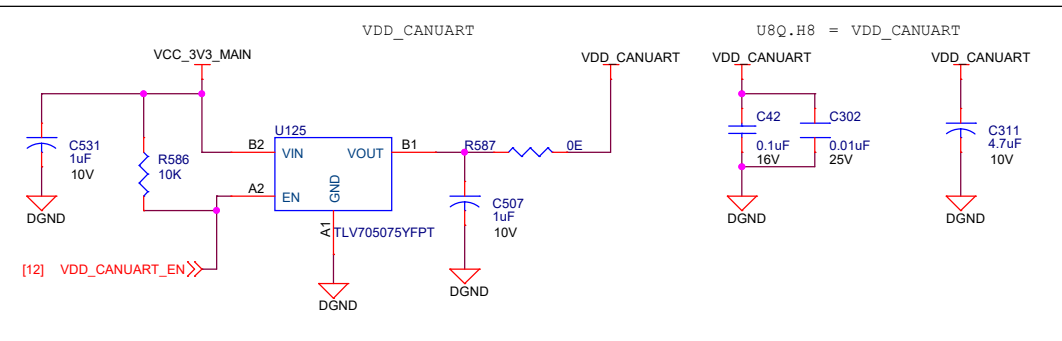 VDD_CANUART
U8Q.H8 = VDD_CANUART
VCC_3V3_MAIN
VDD_CANUART
VDD_CANUART
VDD_CANUART
C531
1uF
10V
R586
10K
U125
B2
VIN
VOUT
B1
A2
EN
GND
A1
TLV705075YFPT
R587
0E
C507
1uF
10V
C42
0.1uF
16V
C302
0.01uF
25V
C311
4.7uF
10V
DGND
DGND
DGND
DGND
DGND
[12] VDD_CANUART_EN